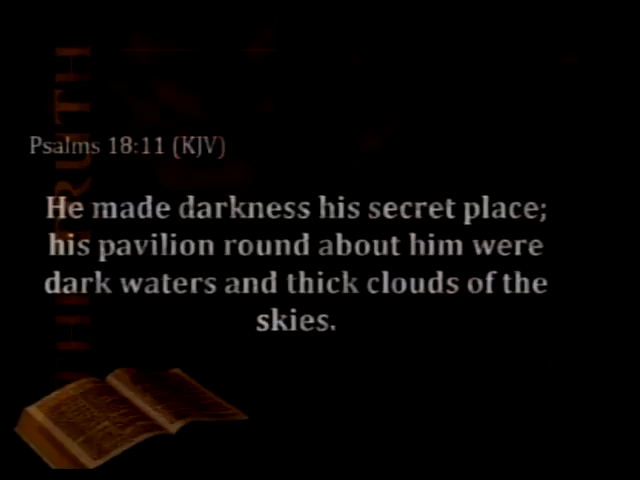 Psalms 18:11 (KJV)
He made darkness his secret place;
his pavilion round about him were
dark waters and thick clouds of the
skies.
TRUTH